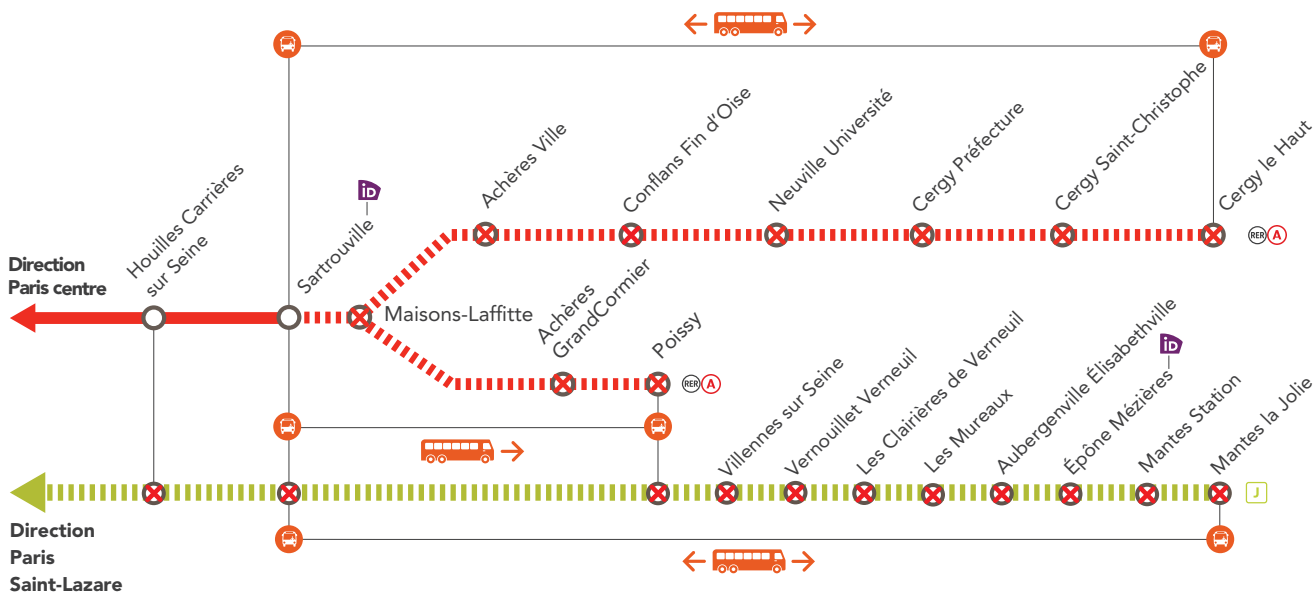 Houilles Carrières
sur Seine
Sartrouville
iD
Achères Ville
Conflans Fin d'Oise
Neuville Université
Cergy Préfecture
Cergy Saint-Christophe
Cergy le Haut
RER A
Direction
Paris centre
Maisons-Laffitte
Achères
GrandCormier
Poissy
RER A
Villennes sur Seine
Vernouillet Verneuil
Les Clairières de Verneuil
Les Mureaux
Aubergenville Élisabethville
Épône Mézières
iD
Mantes Station
Mantes la Jolie
J
Direction
Paris
Saint-Lazare